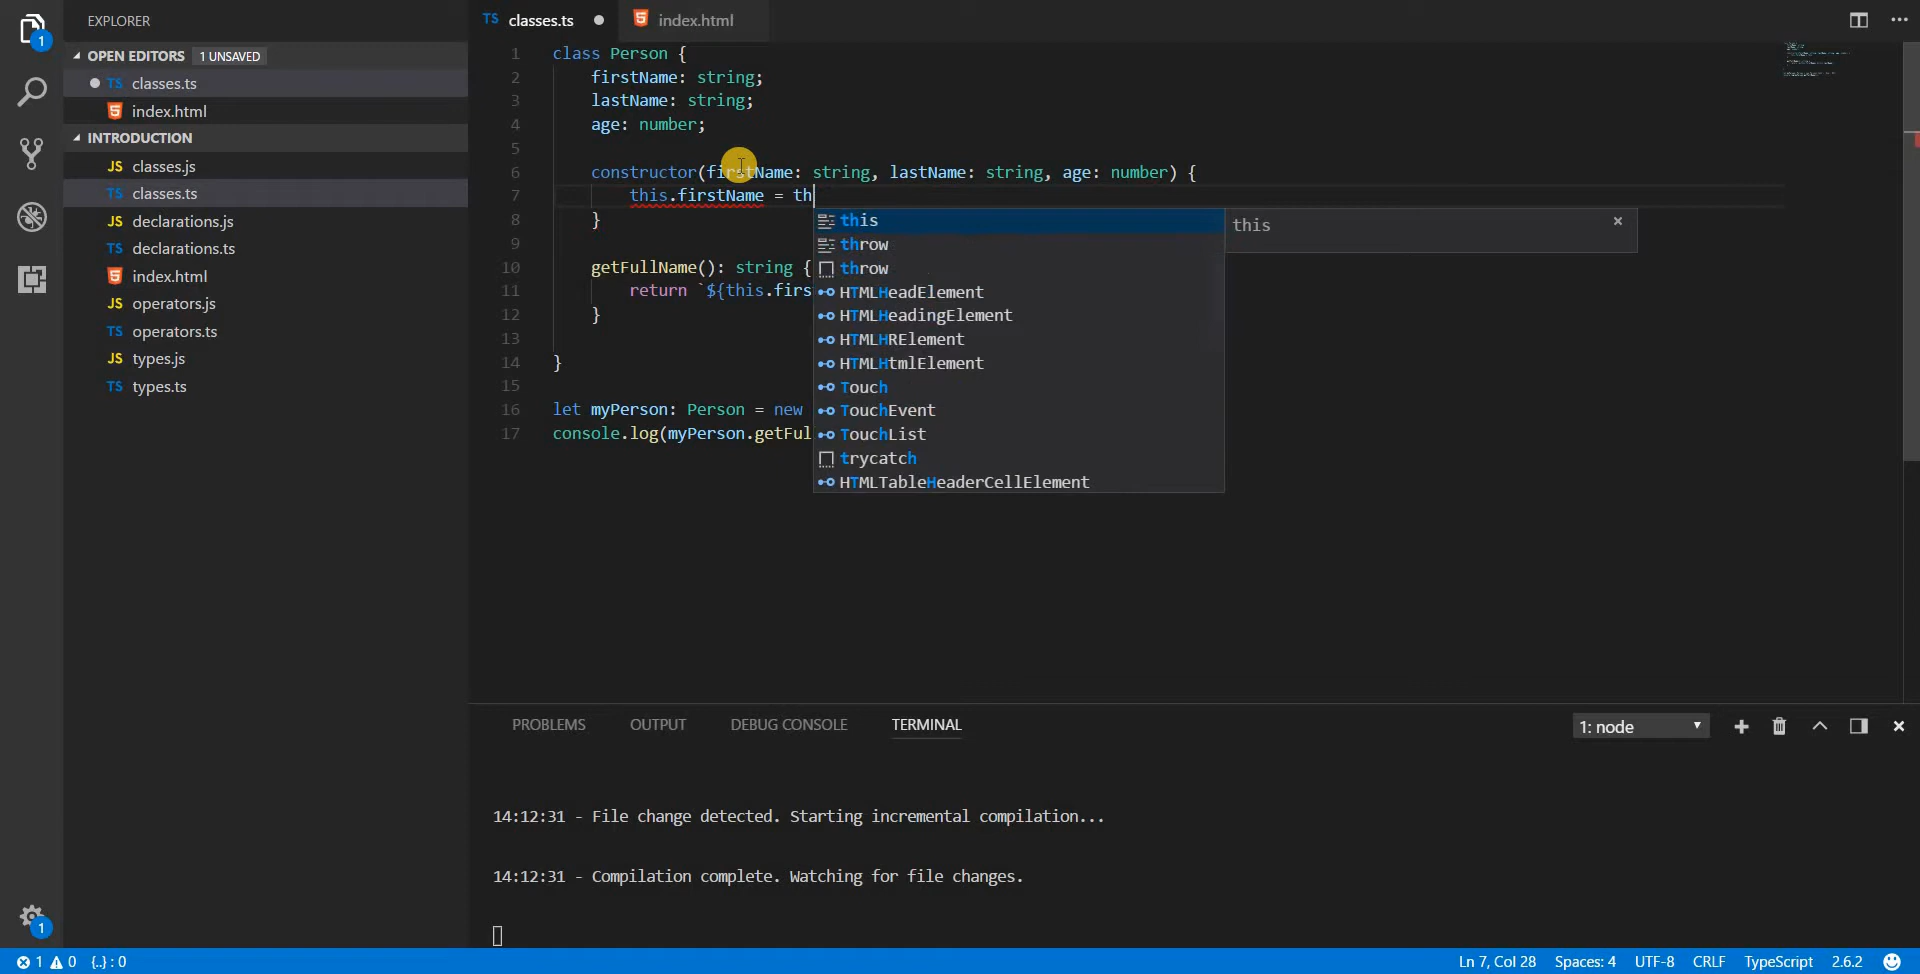 EXPLORER
OPEN EDITORS 1 UNSAVED
TS classes.ts
index.html
INTRODUCTION
JS classes.js
TS classes.ts
JS declarations.js
TS declarations.ts
index.html
JS operators.js
TS operators.ts
JS types.js
TS types.ts
1
1
TS classes.ts
index.html
1 class Person {
2 firstName: string;
3 lastName: string;
4 age: number;
5
6 constructor(firstName: string, lastName: string, age: number) {
7 this.firstName = th
8 }
9
10 getFullName(): string {
11 return `${this.firs
12 }
13
14 }
15
16 let myPerson: Person = new
17 console.log(myPerson.getFul
this
throw
throw
HTMLHeadElement
HTMLHeadingElement
HTMLHRElement
HTMLHtmlElement
Touch
TouchEvent
TouchList
trycatch
HTMLTableHeaderCellElement
this
PROBLEMS OUTPUT DEBUG CONSOLE TERMINAL
1: node
14:12:31 - File change detected. Starting incremental compilation...
14:12:31 - Compilation complete. Watching for file changes.
1 0 {..} : 0
Ln 7, Col 28 Spaces: 4 UTF-8 CRLF TypeScript 2.6.2